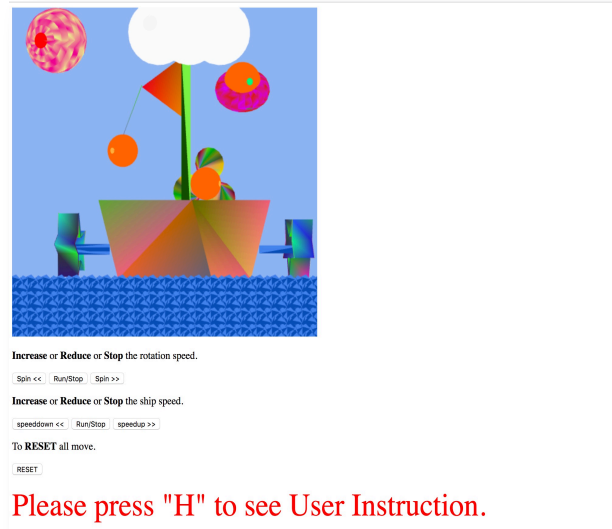 Increase or Reduce or Stop the rotation speed.
Spin << Run/Stop Spin >>
Increase or Reduce or Stop the ship speed.
speeddown << Run/Stop speedup >>
To RESET all move.
RESET
Please press "H" to see User Instruction.